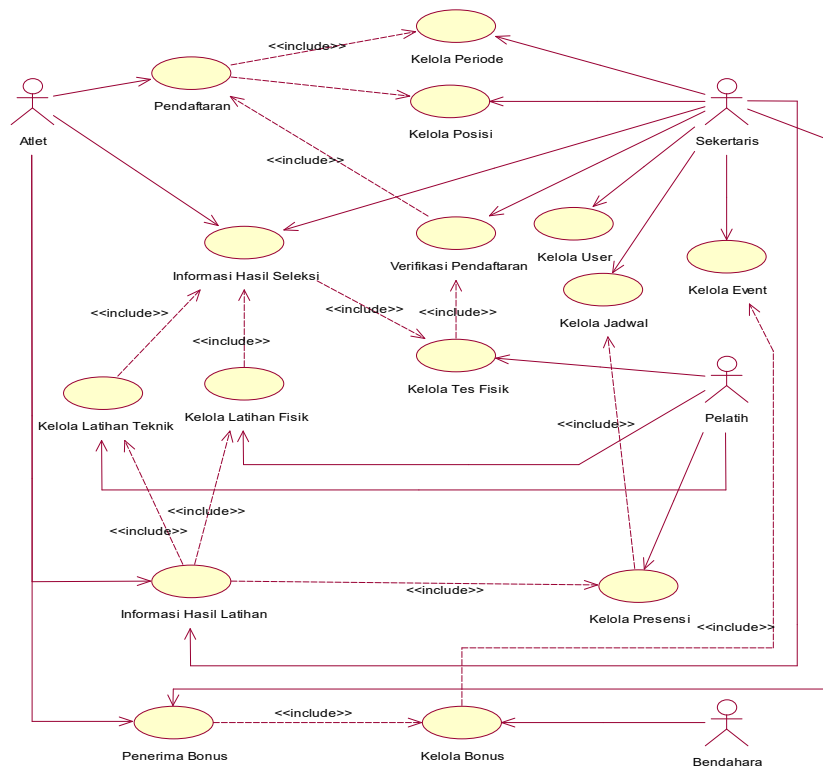 <<include>>
Kelola Periode
Pendaftaran
Kelola Posisi
Atlet
Sekertaris
<<include>>
Informasi Hasil Seleksi
Verifikasi Pendaftaran
Kelola User
Kelola Event
<<include>>
<<include>>
<<include>>
<<include>>
Kelola Jadwal
Kelola Tes Fisik
Kelola Latihan Teknik
Kelola Latihan Fisik
Pelatih
<<include>>
<<include>>
<<include>>
<<include>>
Informasi Hasil Latihan
Kelola Presensi
<<include>>
<<include>>
Penerima Bonus
Kelola Bonus
Bendahara